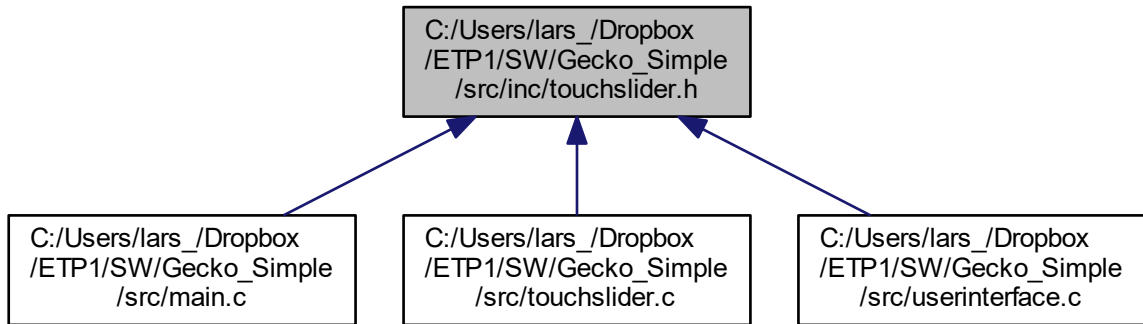 C:/Users/lars_/Dropbox
/ETP1/SW/Gecko_Simple
/src/inc/touchslider.h
C:/Users/lars_/Dropbox
/ETP1/SW/Gecko_Simple
/src/main.c
C:/Users/lars_/Dropbox
/ETP1/SW/Gecko_Simple
/src/touchslider.c
C:/Users/lars_/Dropbox
/ETP1/SW/Gecko_Simple
/src/userinterface.c